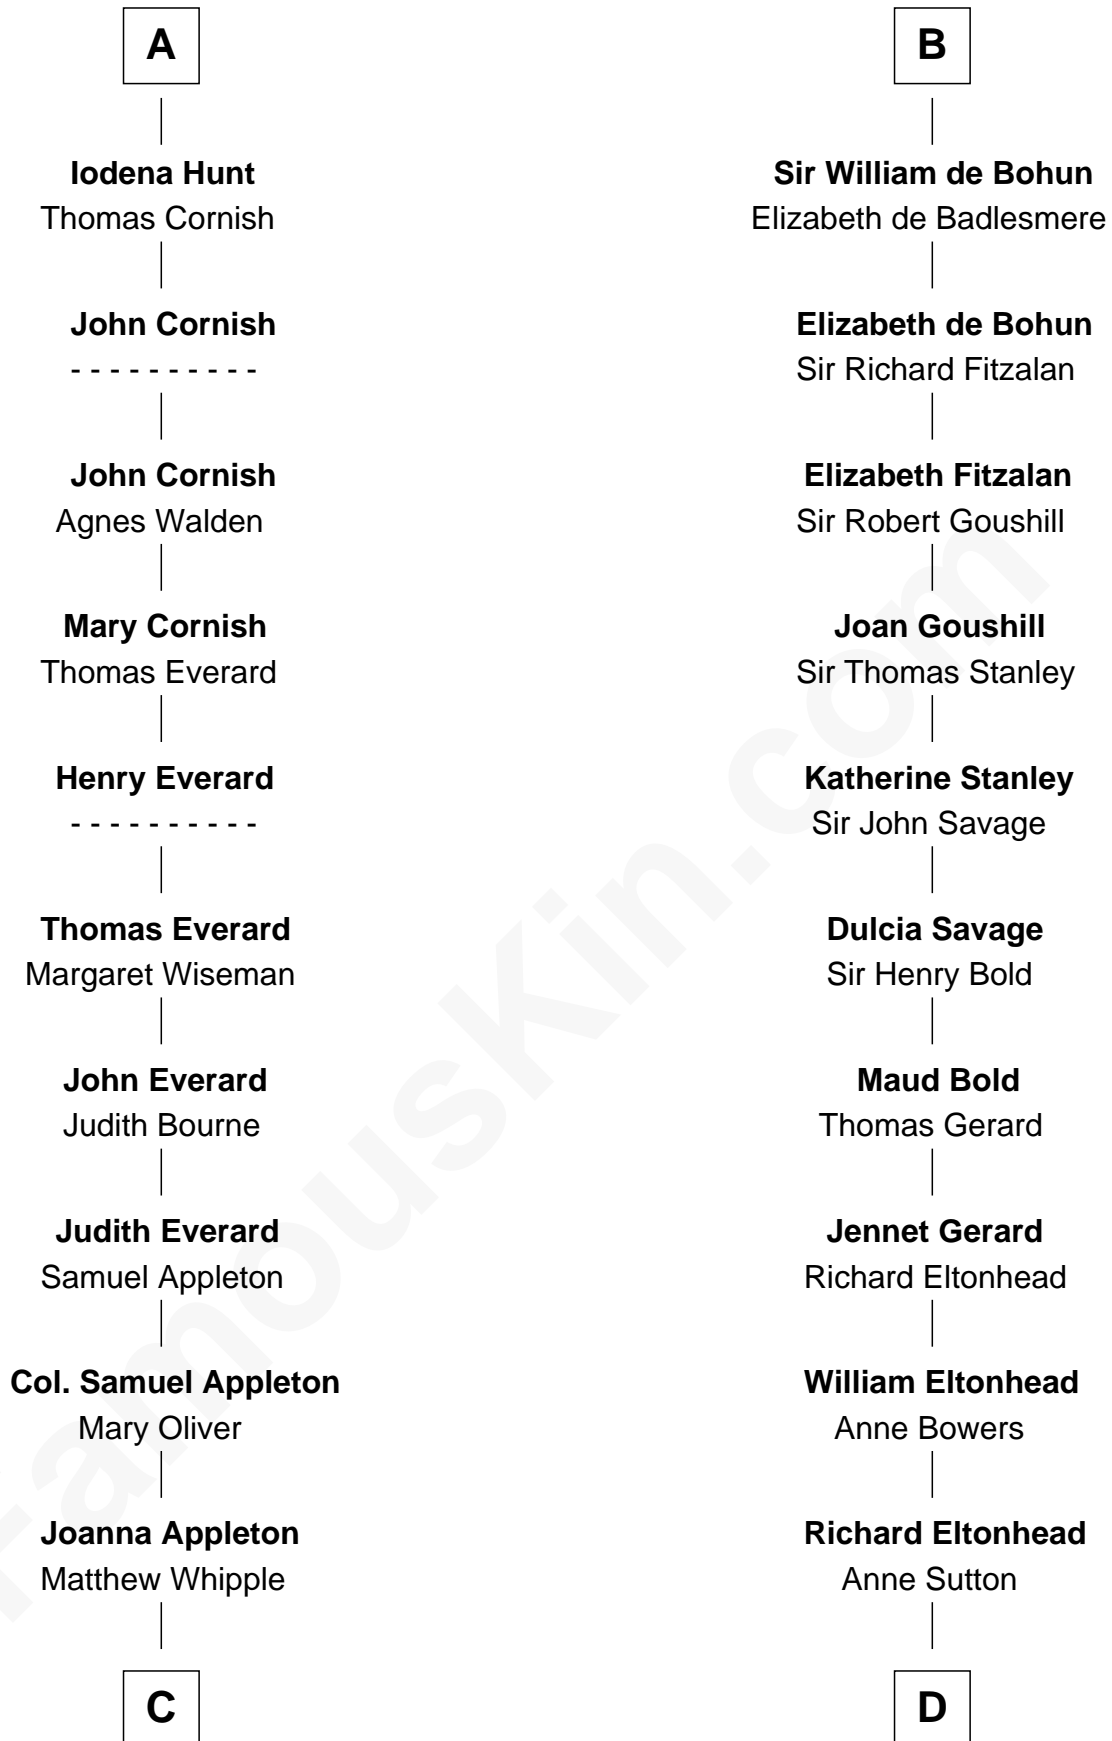 A
Iodena Hunt
Thomas Cornish
John Cornish
- - - - - - - - - -
John Cornish
Agnes Walden
Mary Cornish
Thomas Everard
Henry Everard
- - - - - - - - - -
Thomas Everard
Margaret Wiseman
John Everard
Judith Bourne
Judith Everard
Samuel Appleton
Col. Samuel Appleton
Mary Oliver
Joanna Appleton
Matthew Whipple
C
B
Sir William de Bohun
Elizabeth de Badlesmere
Elizabeth de Bohun
Sir Richard Fitzalan
Elizabeth Fitzalan
Sir Robert Goushill
Joan Goushill
Sir Thomas Stanley
Katherine Stanley
Sir John Savage
Dulcia Savage
Sir Henry Bold
Maud Bold
Thomas Gerard
Jennet Gerard
Richard Eltonhead
William Eltonhead
Anne Bowers
Richard Eltonhead
Anne Sutton
D
FamousKin.com